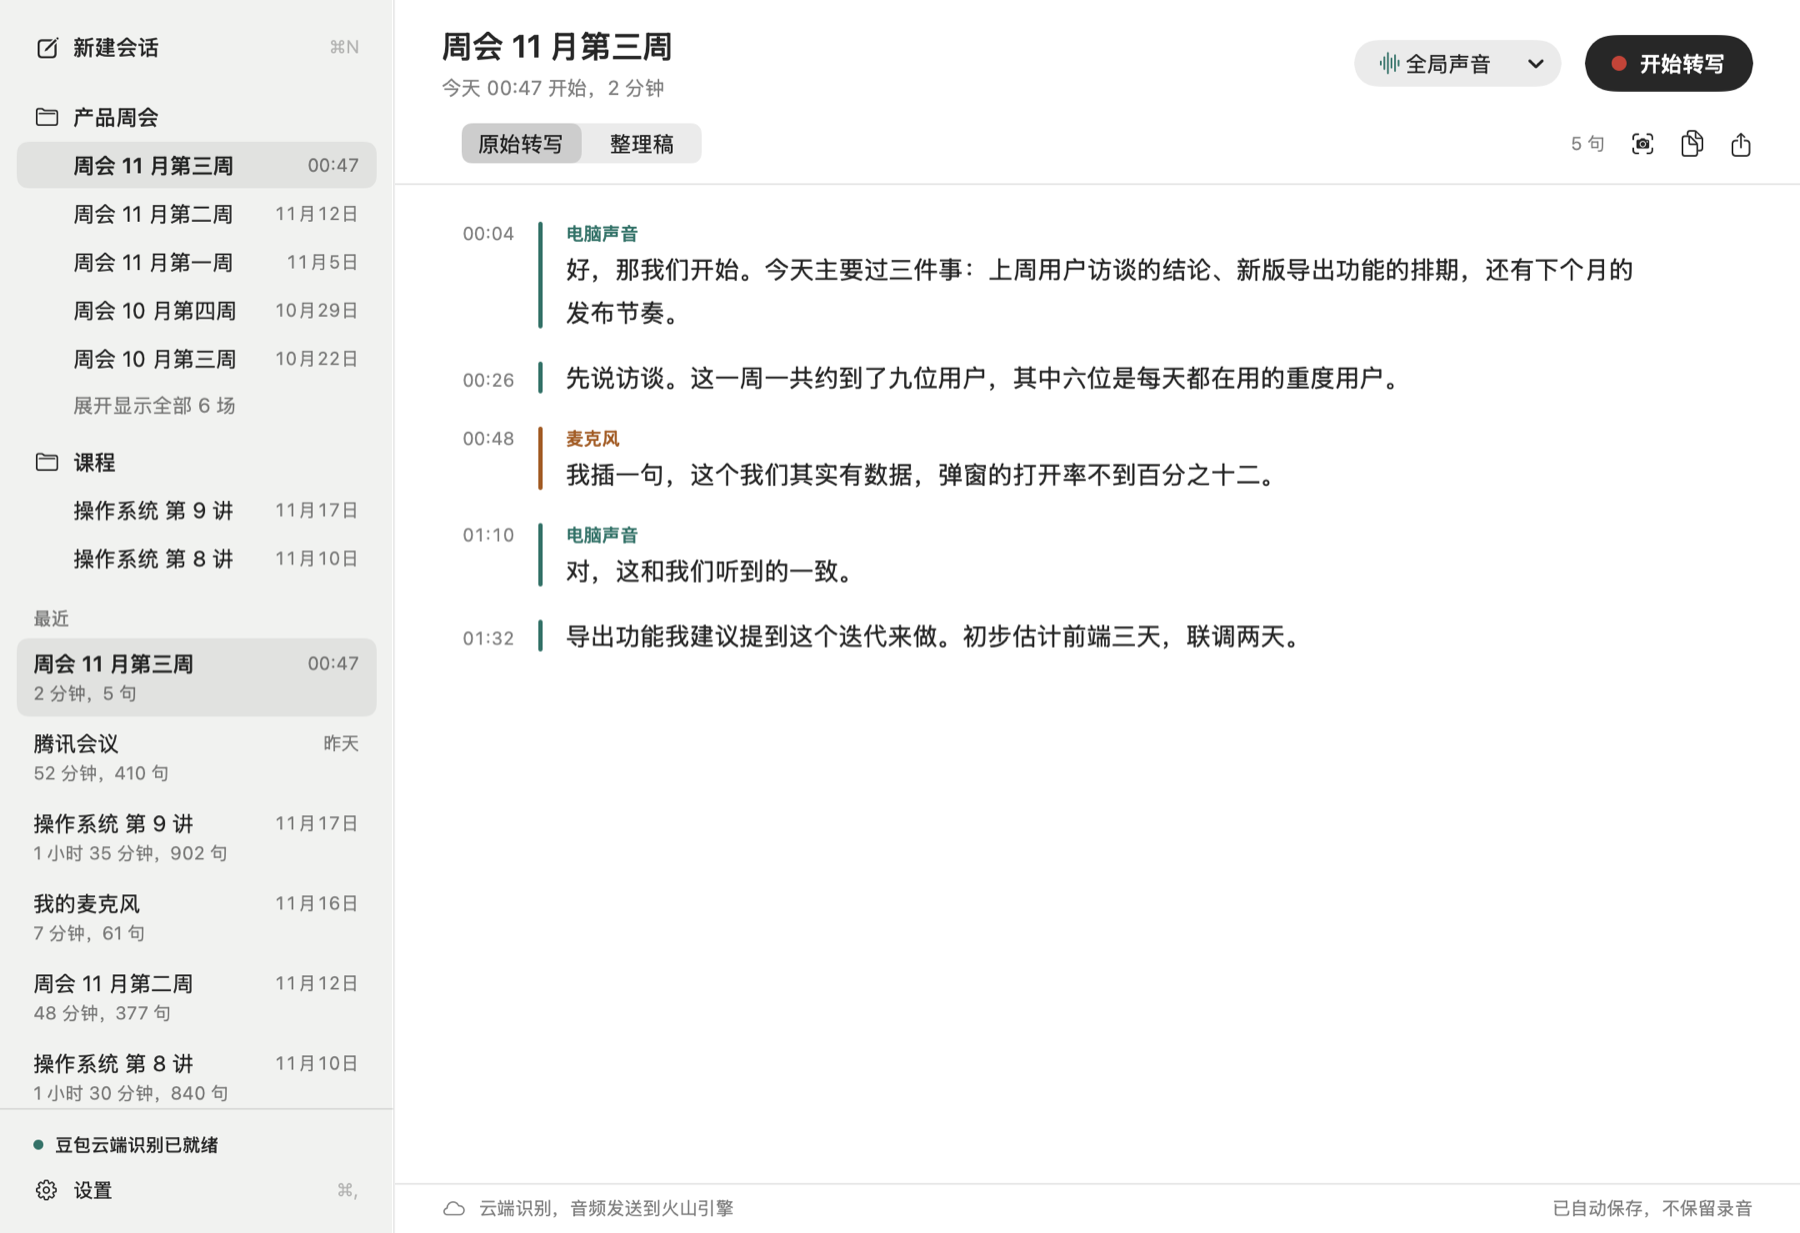 新建会话 ⌘N
产品周会
周会 11 月第三周 00:47
周会 11 月第二周 11月12日
周会 11 月第一周 11月5日
周会 10 月第四周 10月29日
周会 10 月第三周 10月22日
展开显示全部 6 场
课程
操作系统 第 9 讲 11月17日
操作系统 第 8 讲 11月10日
最近
周会 11 月第三周 00:47
2 分钟，5 句
腾讯会议 昨天
52 分钟，410 句
操作系统 第 9 讲 11月17日
1 小时 35 分钟，902 句
我的麦克风 11月16日
7 分钟，61 句
周会 11 月第二周 11月12日
48 分钟，377 句
操作系统 第 8 讲 11月10日
1 小时 30 分钟，840 句
豆包云端识别已就绪
设置 ⌘,
周会 11 月第三周
今天 00:47 开始，2 分钟
全局声音
开始转写
原始转写 整理稿
5 句
00:04 电脑声音
好，那我们开始。今天主要过三件事：上周用户访谈的结论、新版导出功能的排期，还有下个月的
发布节奏。
00:26 先说访谈。这一周一共约到了九位用户，其中六位是每天都在用的重度用户。
00:48 麦克风
我插一句，这个我们其实有数据，弹窗的打开率不到百分之十二。
01:10 电脑声音
对，这和我们听到的一致。
01:32 导出功能我建议提到这个迭代来做。初步估计前端三天，联调两天。
云端识别，音频发送到火山引擎
已自动保存，不保留录音